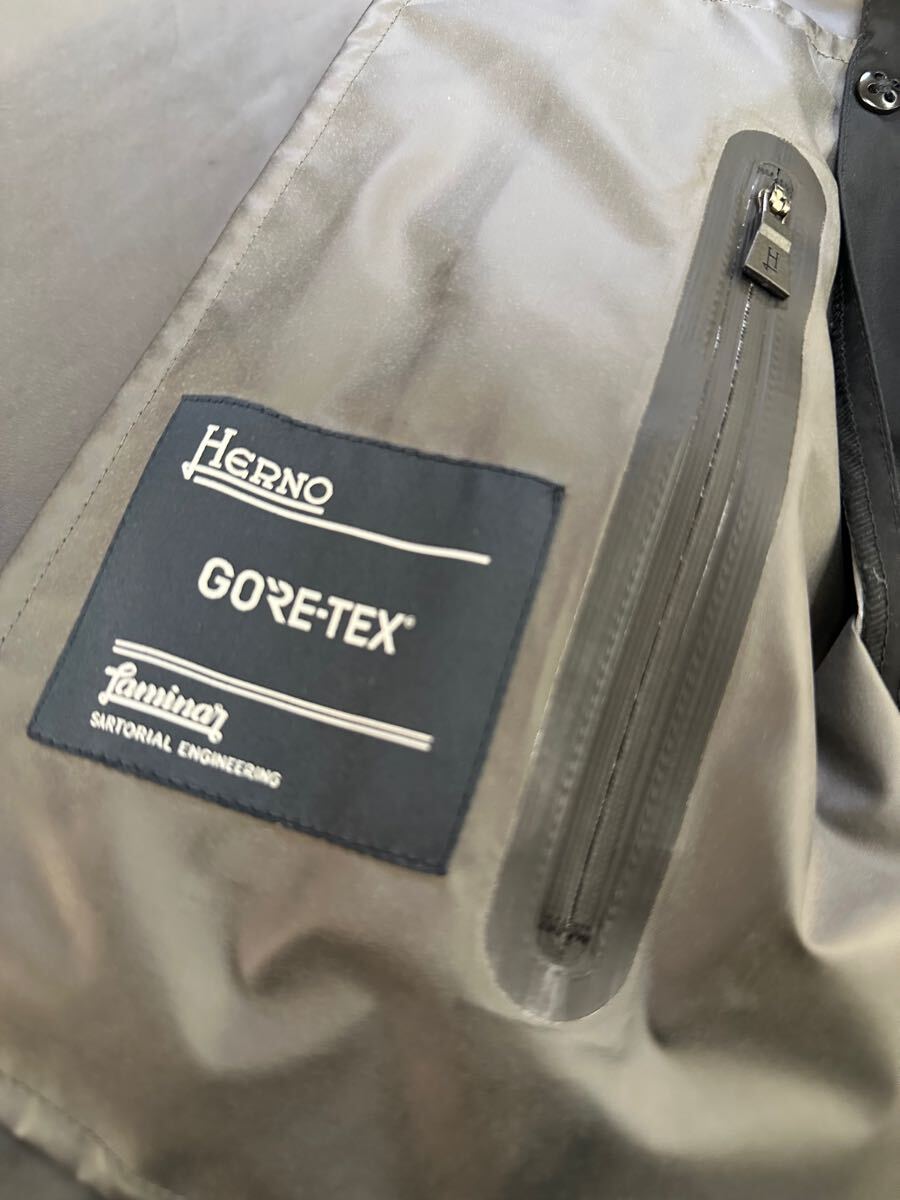 HERNO
GORE-TEX®
Laminar
SARTORIAL ENGINEERING
H